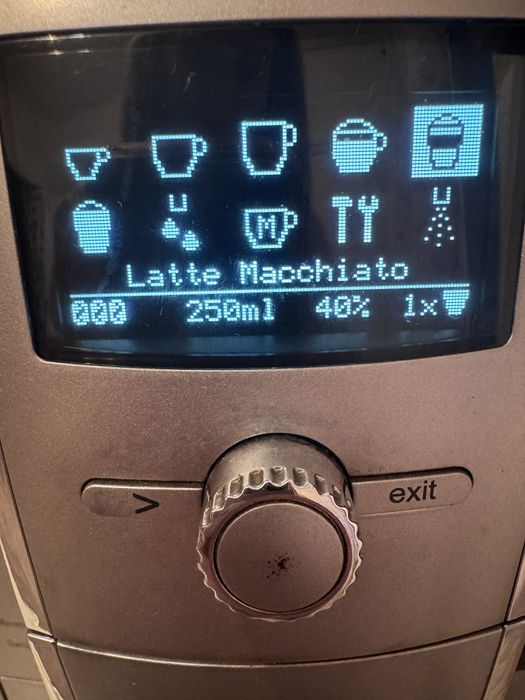 M
Latte Macchiato
000 250ml 40% 1x
> exit